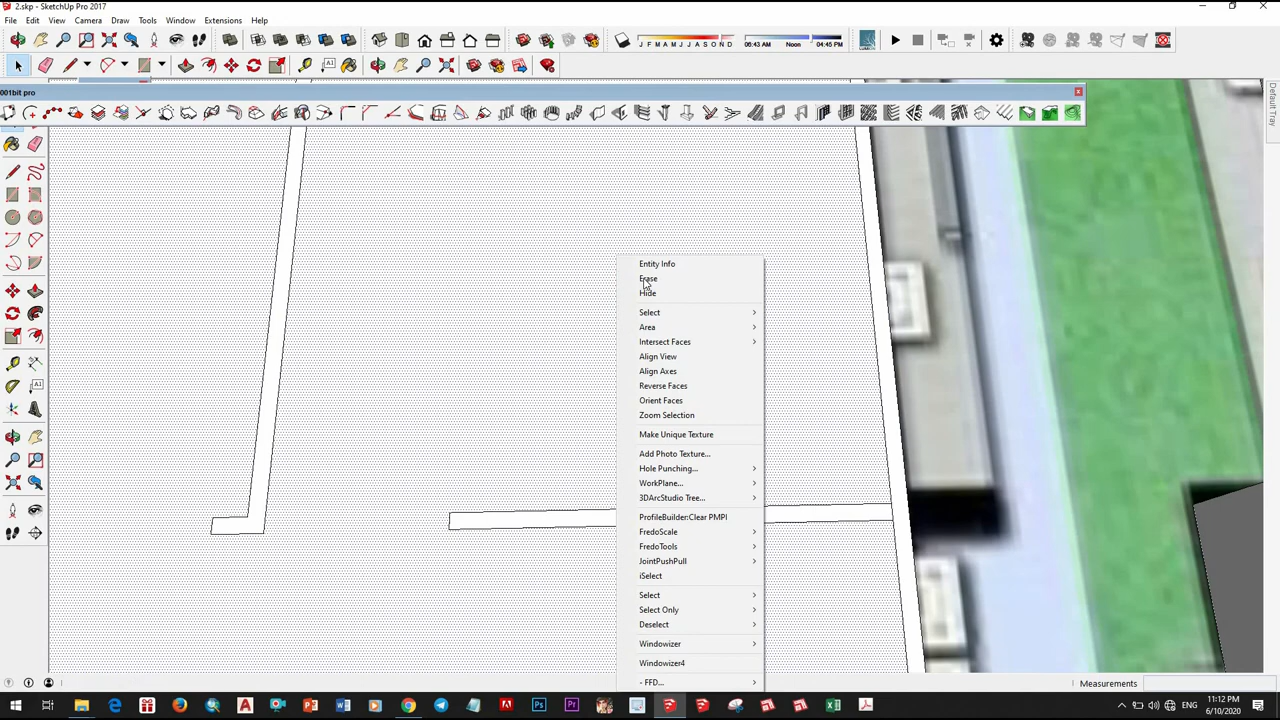 2.skp - SketchUp Pro 2017
File Edit View Camera Draw Tools Window Extensions Help
J F M A M J J A S O N D 06:43 AM Noon 04:45 PM
001bit pro
Default Tray
Entity Info
Erase
Hide
Select
Area
Intersect Faces
Align View
Align Axes
Reverse Faces
Orient Faces
Zoom Selection
Make Unique Texture
Add Photo Texture...
Hole Punching...
WorkPlane...
3DArcStudio Tree...
ProfileBuilder:Clear PMPI
FredoScale
FredoTools
JointPushPull
iSelect
Select
Select Only
Deselect
Windowizer
Windowizer4
- FFD...
Measurements
11:12 PM
6/10/2020